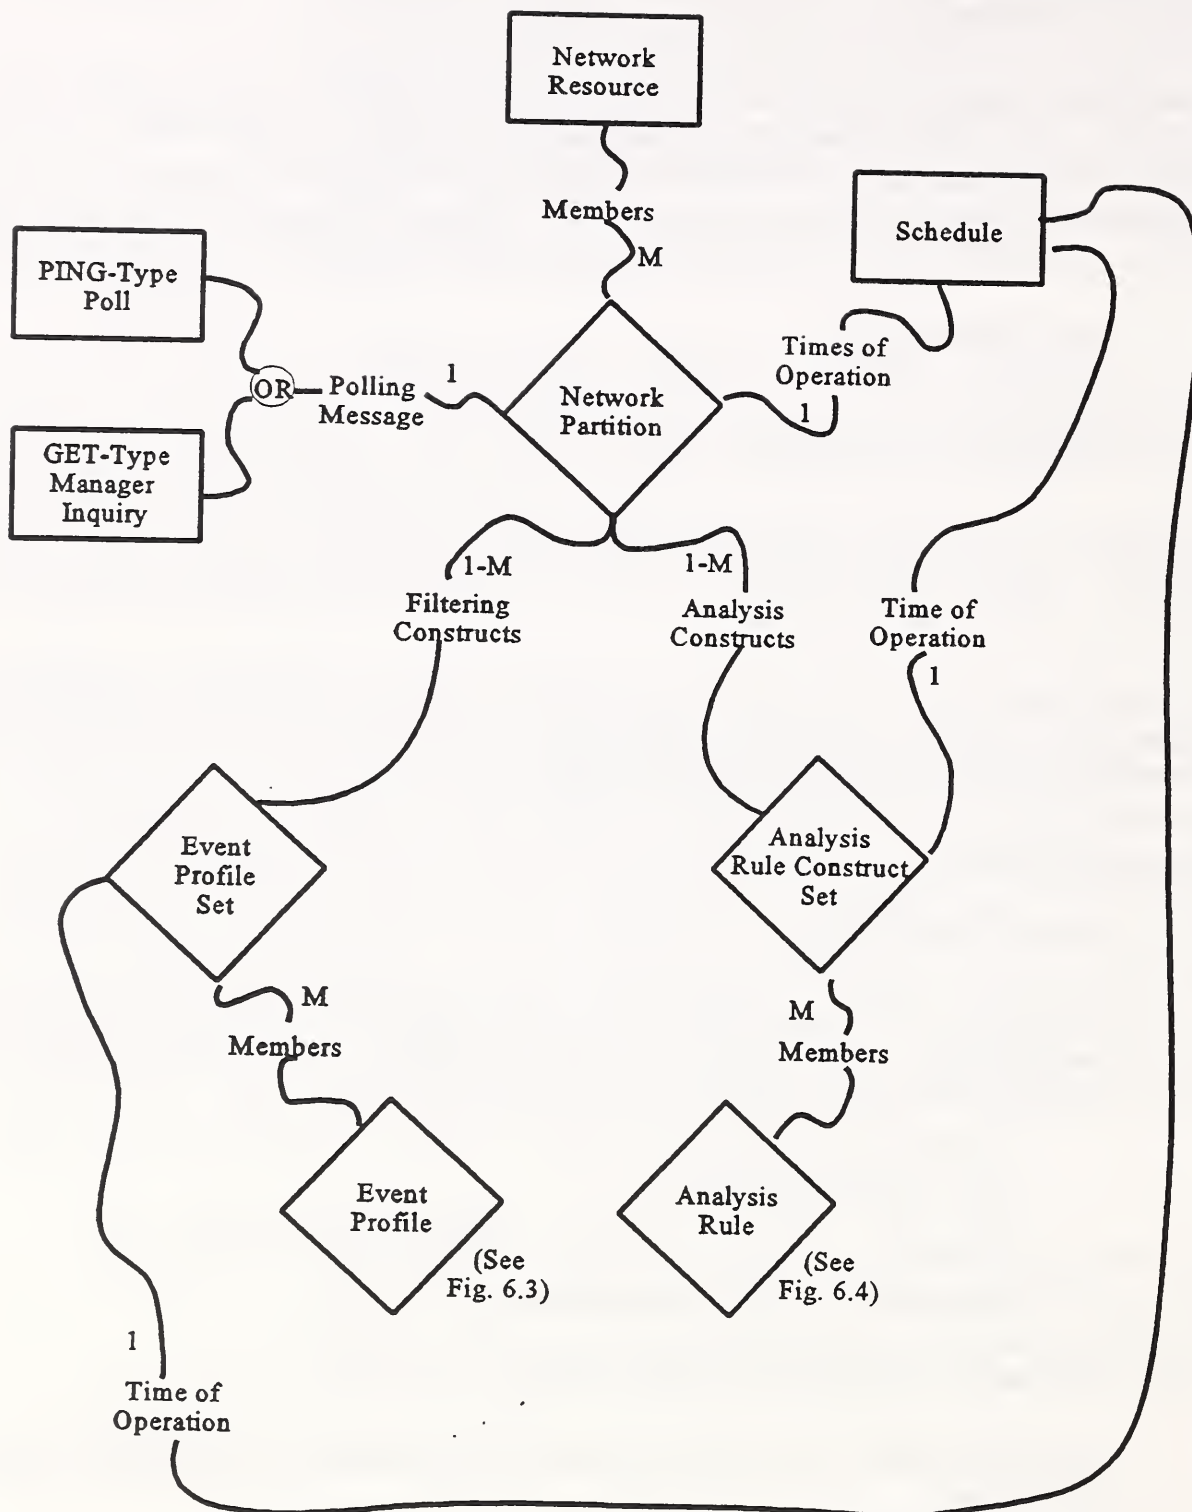 Network
Resource
Members
M
Schedule
PING-Type
Poll
Times of
Operation
1
OR
Polling
Message
1
Network
Partition
GET-Type
Manager
Inquiry
1-M
Filtering
Constructs
1-M
Analysis
Constructs
Time of
Operation
1
Event
Profile
Set
Analysis
Rule Construct
Set
M
Members
M
Members
Event
Profile
(See
Fig. 6.3)
Analysis
Rule
(See
Fig. 6.4)
1
Time of
Operation